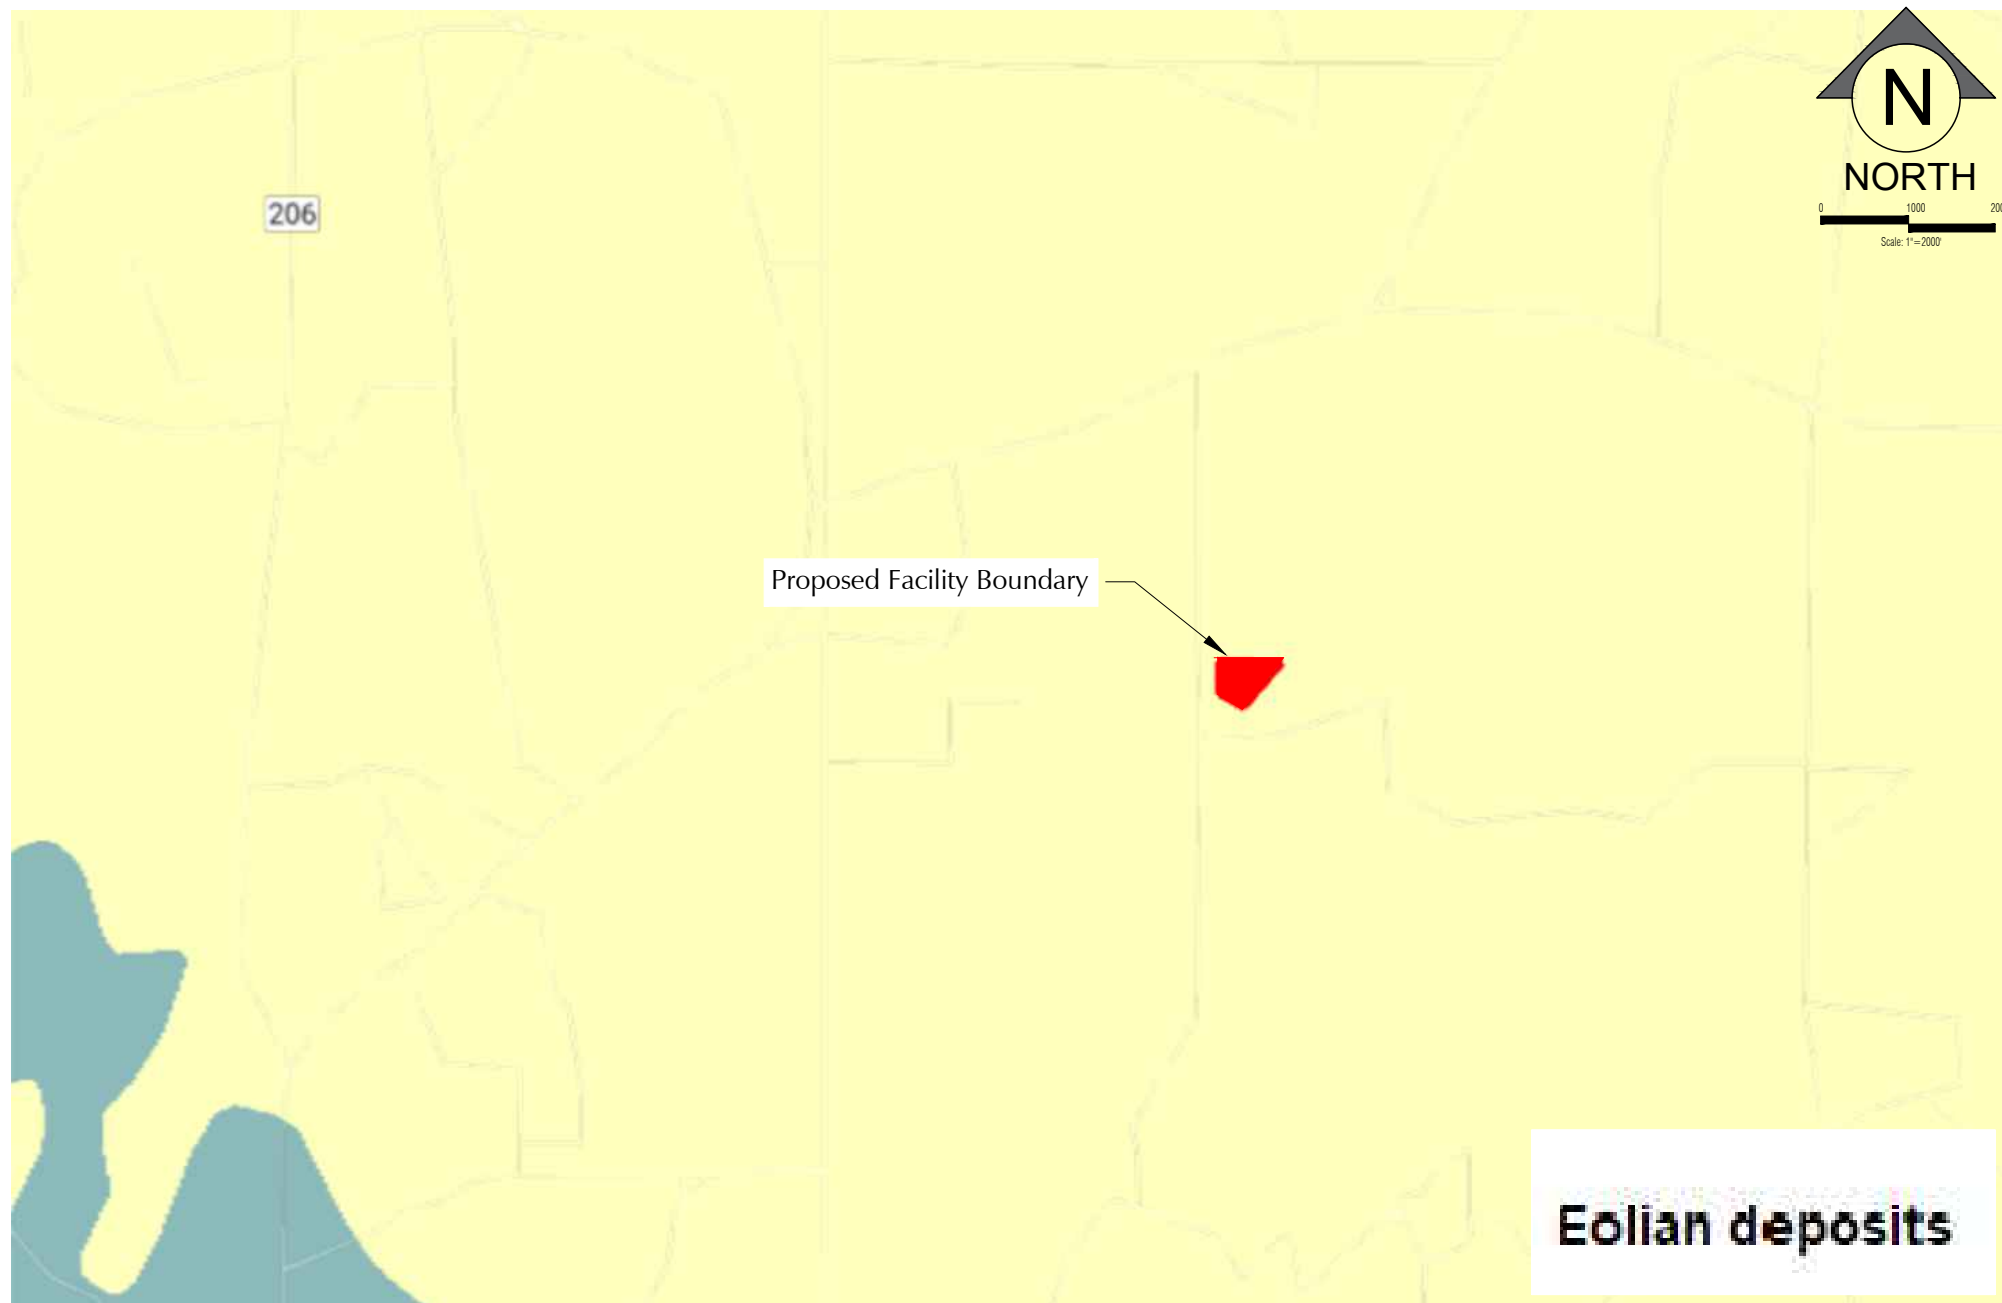 N
NORTH
0 1000
Scale: 1"=2000'
206
Proposed Facility Boundary
Eolian deposits